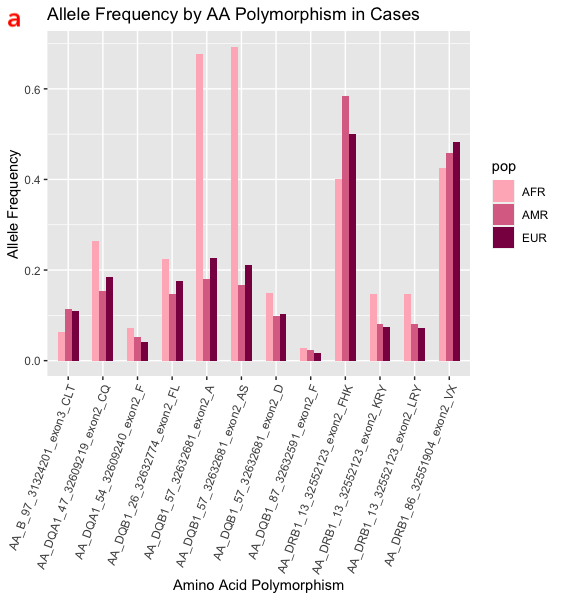 a
Allele Frequency by AA Polymorphism in Cases
Allele Frequency
0.6
0.4
0.2
0.0
AA_B_97_31324201_exon3_CLT
AA_DQA1_47_32609219_exon2_CQ
AA_DQA1_54_32609240_exon2_F
AA_DQB1_26_32632774_exon2_FL
AA_DQB1_57_32632681_exon2_A
AA_DQB1_57_32632681_exon2_AS
AA_DQB1_57_32632681_exon2_D
AA_DQB1_87_32632591_exon2_F
AA_DRB1_13_32552123_exon2_FHK
AA_DRB1_13_32552123_exon2_KRY
AA_DRB1_13_32552123_exon2_LRY
AA_DRB1_86_32551904_exon2_VX
Amino Acid Polymorphism
pop
AFR
AMR
EUR